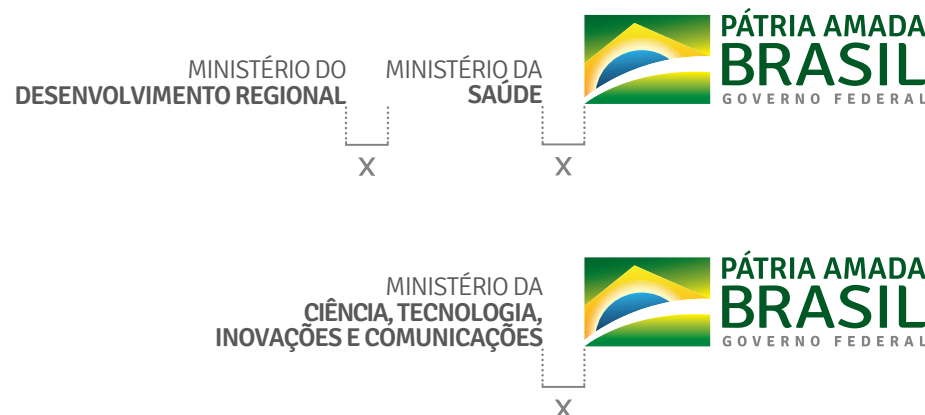 MINISTÉRIO DO
DESENVOLVIMENTO REGIONAL
MINISTÉRIO DA
SAÚDE
PÁTRIA AMADA
BRASIL
GOVERNO FEDERAL
X
X
MINISTÉRIO DA
CIÊNCIA, TECNOLOGIA,
INOVAÇÕES E COMUNICAÇÕES
PÁTRIA AMADA
BRASIL
GOVERNO FEDERAL
X